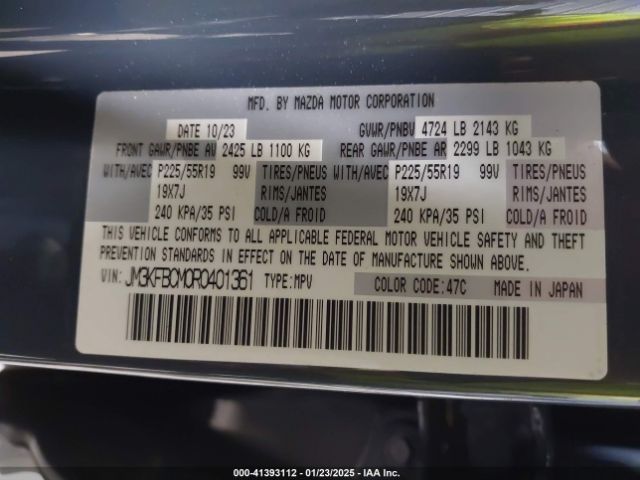 MFD. BY MAZDA MOTOR CORPORATION
DATE 10/23 GVWR/PNBV 4724 LB 2143 KG
FRONT GAWR/PNBE AV 2425 LB 1100 KG REAR GAWR/PNBE AR 2299 LB 1043 KG
WITH/AVEC P225/55R19 99V TIRES/PNEUS WITH/AVEC P225/55R19 99V TIRES/PNEUS
19X7J RIMS/JANTES 19X7J RIMS/JANTES
240 KPA/35 PSI COLD/A FROID 240 KPA/35 PSI COLD/A FROID
THIS VEHICLE CONFORMS TO ALL APPLICABLE FEDERAL MOTOR VEHICLE SAFETY AND THEFT
PREVENTION STANDARDS IN EFFECT ON THE DATE OF MANUFACTURE SHOWN ABOVE.
VIN: JM3KFBCM0R0401361 TYPE:MPV COLOR CODE:47C MADE IN JAPAN
000-41393112 — 01/23/2025 — IAA Inc.